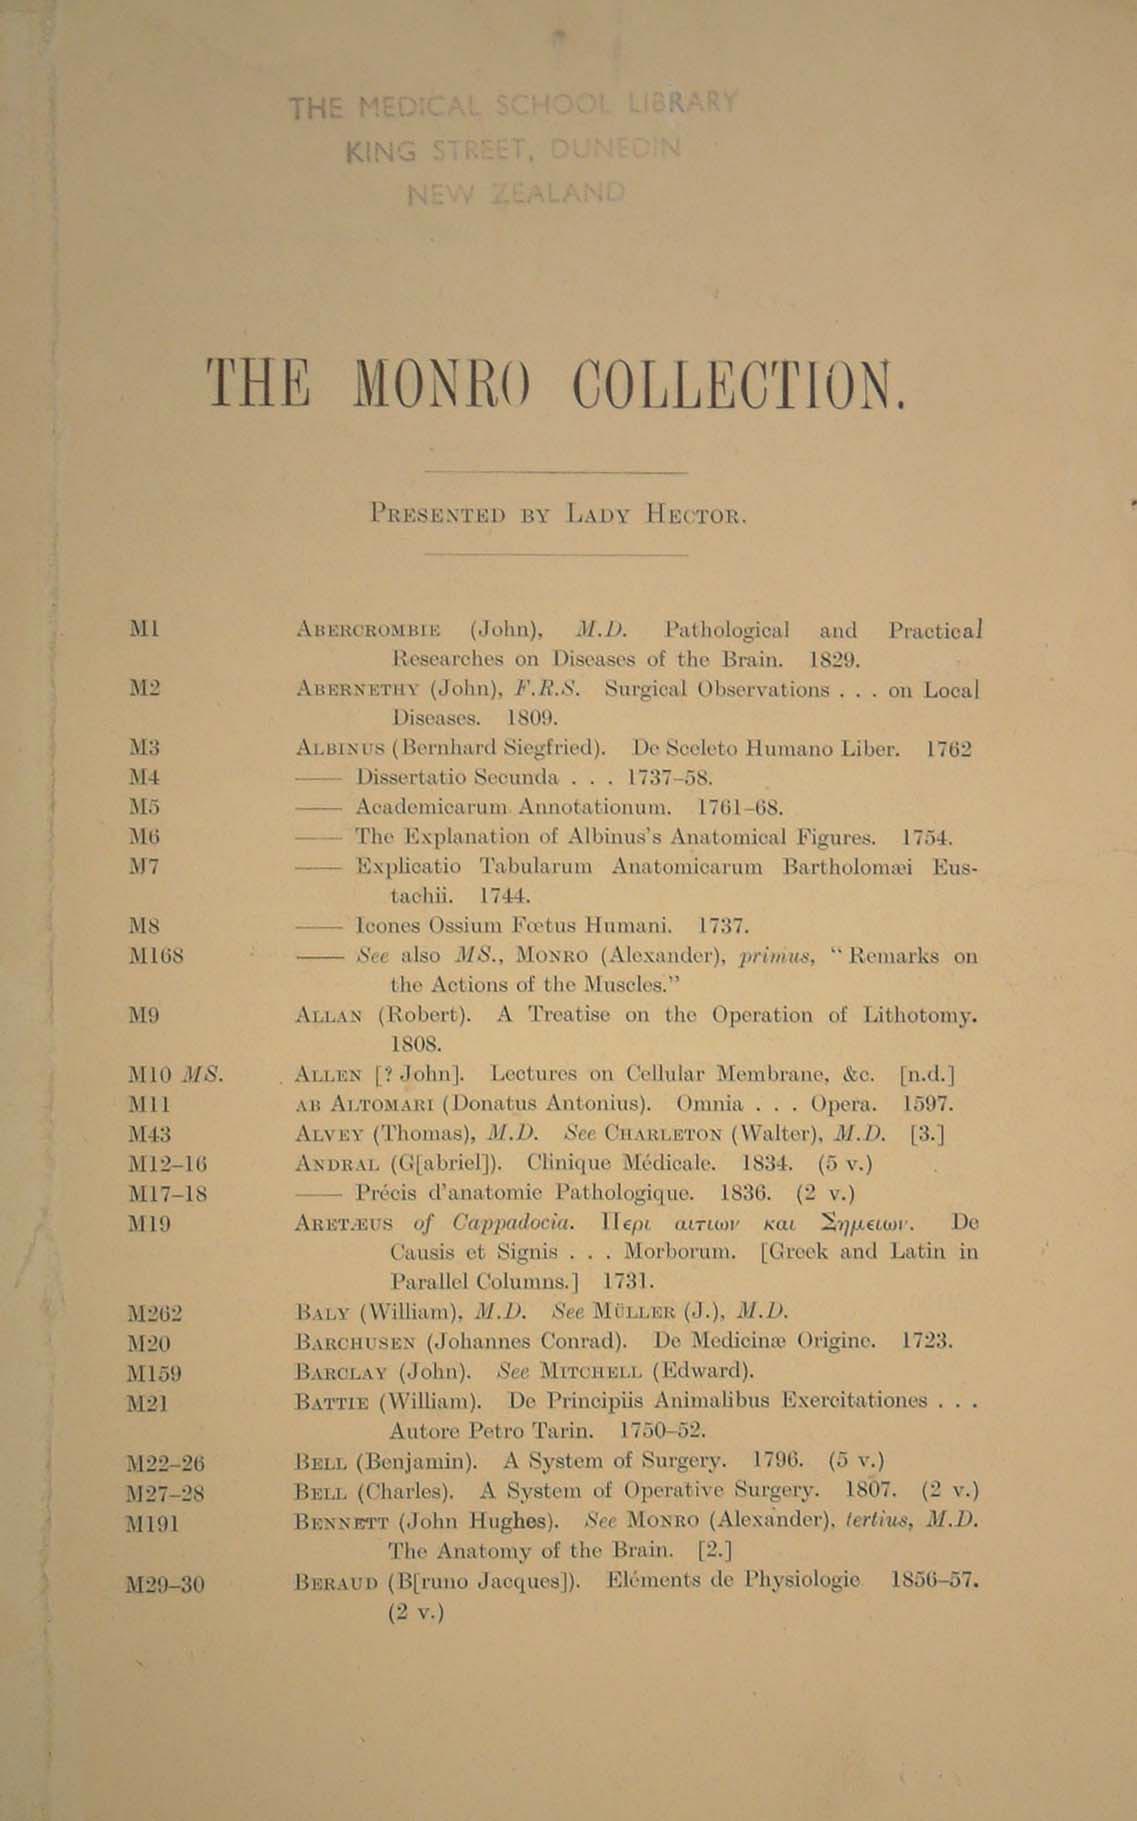 THE MEDICAL SCHOOL LIBRARY
KING STREET, DUNEDIN
NEW ZEALAND
THE MONRO COLLECTION.
PRESENTED BY LADY HECTOR.
M1 ABERCROMBIE (John), M.D. Pathological and Practical
Researches on Diseases of the Brain. 1829.
M2 ABERNETHY (John), F.R.S. Surgical Observations . . . on Local
Diseases. 1809.
M3 ALBINUS (Bernhard Siegfried). De Sceleto Humano Liber. 1762
M4 —— Dissertatio Secunda . . . 1737–58.
M5 —— Academicarum Annotationum. 1761–68.
M6 —— The Explanation of Albinus's Anatomical Figures. 1754.
M7 —— Explicatio Tabularum Anatomicarum Bartholomæi Eus-
tachii. 1744.
M8 —— Icones Ossium Fœtus Humani. 1737.
M168 —— See also MS., MONRO (Alexander), primus, "Remarks on
the Actions of the Muscles."
M9 ALLAN (Robert). A Treatise on the Operation of Lithotomy.
1808.
M10 MS. ALLEN [? John]. Lectures on Cellular Membrane, &c. [n.d.]
M11 AB ALTOMARI (Donatus Antonius). Omnia . . . Opera. 1597.
M43 ALVEY (Thomas), M.D. See CHARLETON (Walter), M.D. [3.]
M12–16 ANDRAL (G[abriel]). Clinique Médicale. 1834. (5 v.)
M17–18 —— Précis d'anatomie Pathologique. 1836. (2 v.)
M19 ARETÆUS of Cappadocia. Περι αιτιων και Σημειων. De
Causis et Signis . . . Morborum. [Greek and Latin in
Parallel Columns.] 1731.
M262 BALY (William), M.D. See MÜLLER (J.), M.D.
M20 BARCHUSEN (Johannes Conrad). De Medicinæ Origine. 1723.
M159 BARCLAY (John). See MITCHELL (Edward).
M21 BATTIE (William). De Principiis Animalibus Exercitationes . . .
Autore Petro Tarin. 1750–52.
M22–26 BELL (Benjamin). A System of Surgery. 1796. (5 v.)
M27–28 BELL (Charles). A System of Operative Surgery. 1807. (2 v.)
M191 BENNETT (John Hughes). See MONRO (Alexander), tertius, M.D.
The Anatomy of the Brain. [2.]
M29–30 BERAUD (B[runo Jacques]). Eléments de Physiologie 1856–57.
(2 v.)